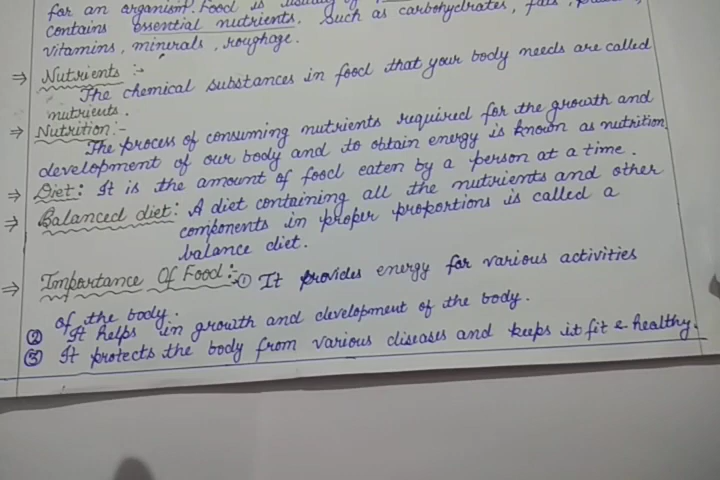 for an organism. Food is usually
contains essential nutrients. Such as carbohydrates, fats,
vitamins, minerals, roughage.
⇒ Nutrients :-
The chemical substances in food that your body needs are called
nutrients.
⇒ Nutrition :-
The process of consuming nutrients required for the growth and
development of our body and to obtain energy is known as nutrition
⇒ Diet : It is the amount of food eaten by a person at a time.
⇒ Balanced diet : A diet containing all the nutrients and other
components in proper proportions is called a
balance diet.
⇒ Importance Of Food :- ① It provides energy for various activities
of the body.
② It helps in growth and development of the body.
③ It protects the body from various diseases and keeps it fit & healthy.